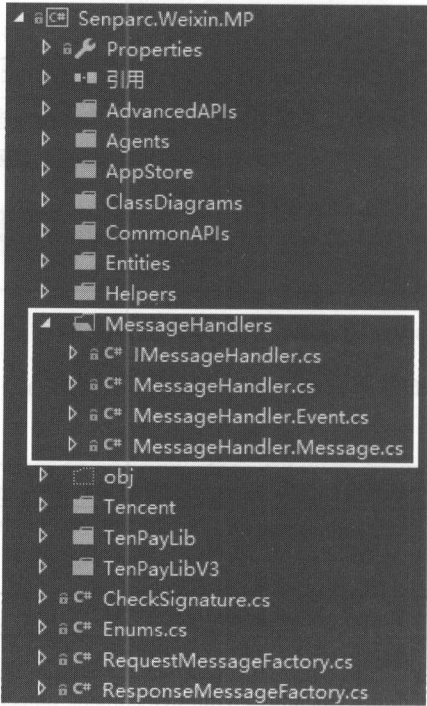 C# Senparc.Weixin.MP
Properties
引用
AdvancedAPIs
Agents
AppStore
ClassDiagrams
CommonAPIs
Entities
Helpers
MessageHandlers
C# IMessageHandler.cs
C# MessageHandler.cs
C# MessageHandler.Event.cs
C# MessageHandler.Message.cs
obj
Tencent
TenPayLib
TenPayLibV3
C# CheckSignature.cs
C# Enums.cs
C# RequestMessageFactory.cs
C# ResponseMessageFactory.cs